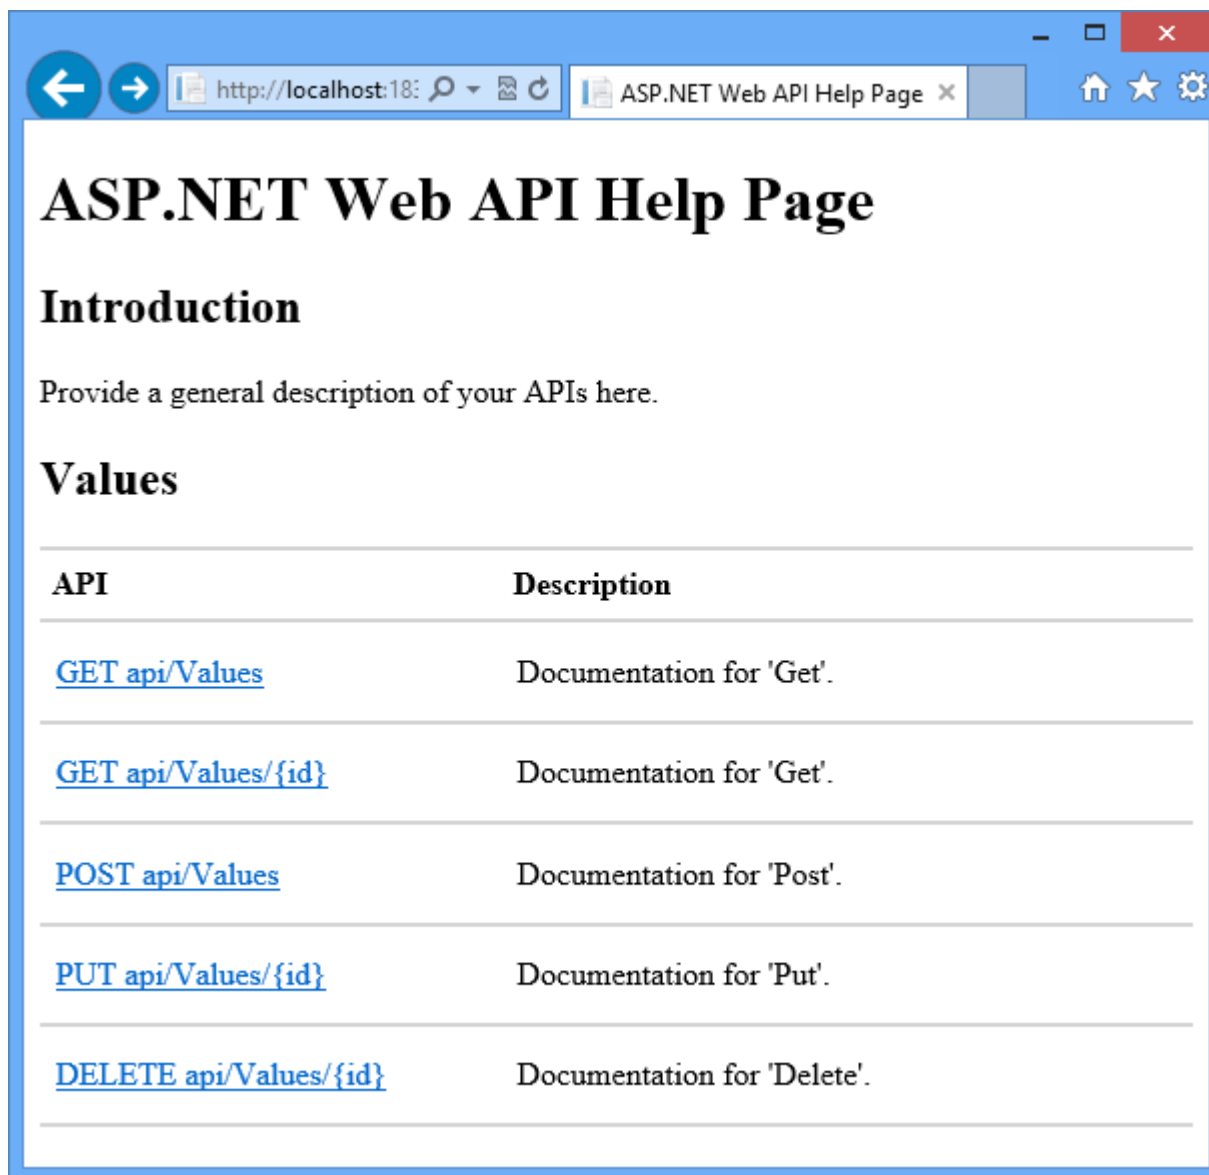 http://localhost:183
ASP.NET Web API Help Page
ASP.NET Web API Help Page
Introduction
Provide a general description of your APIs here.
Values
API Description
GET api/Values Documentation for 'Get'.
GET api/Values/{id} Documentation for 'Get'.
POST api/Values Documentation for 'Post'.
PUT api/Values/{id} Documentation for 'Put'.
DELETE api/Values/{id} Documentation for 'Delete'.